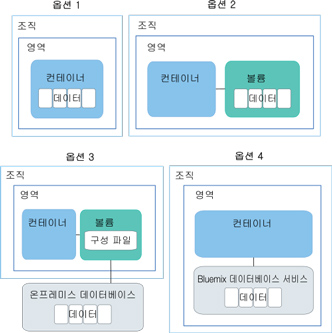 옵션 1
조직
영역
컨테이너
데이터
옵션 2
조직
영역
컨테이너
볼륨
데이터
옵션 3
조직
영역
컨테이너
볼륨
구성 파일
온프레미스 데이터베이스
데이터
옵션 4
조직
영역
컨테이너
Bluemix 데이터베이스 서비스
데이터